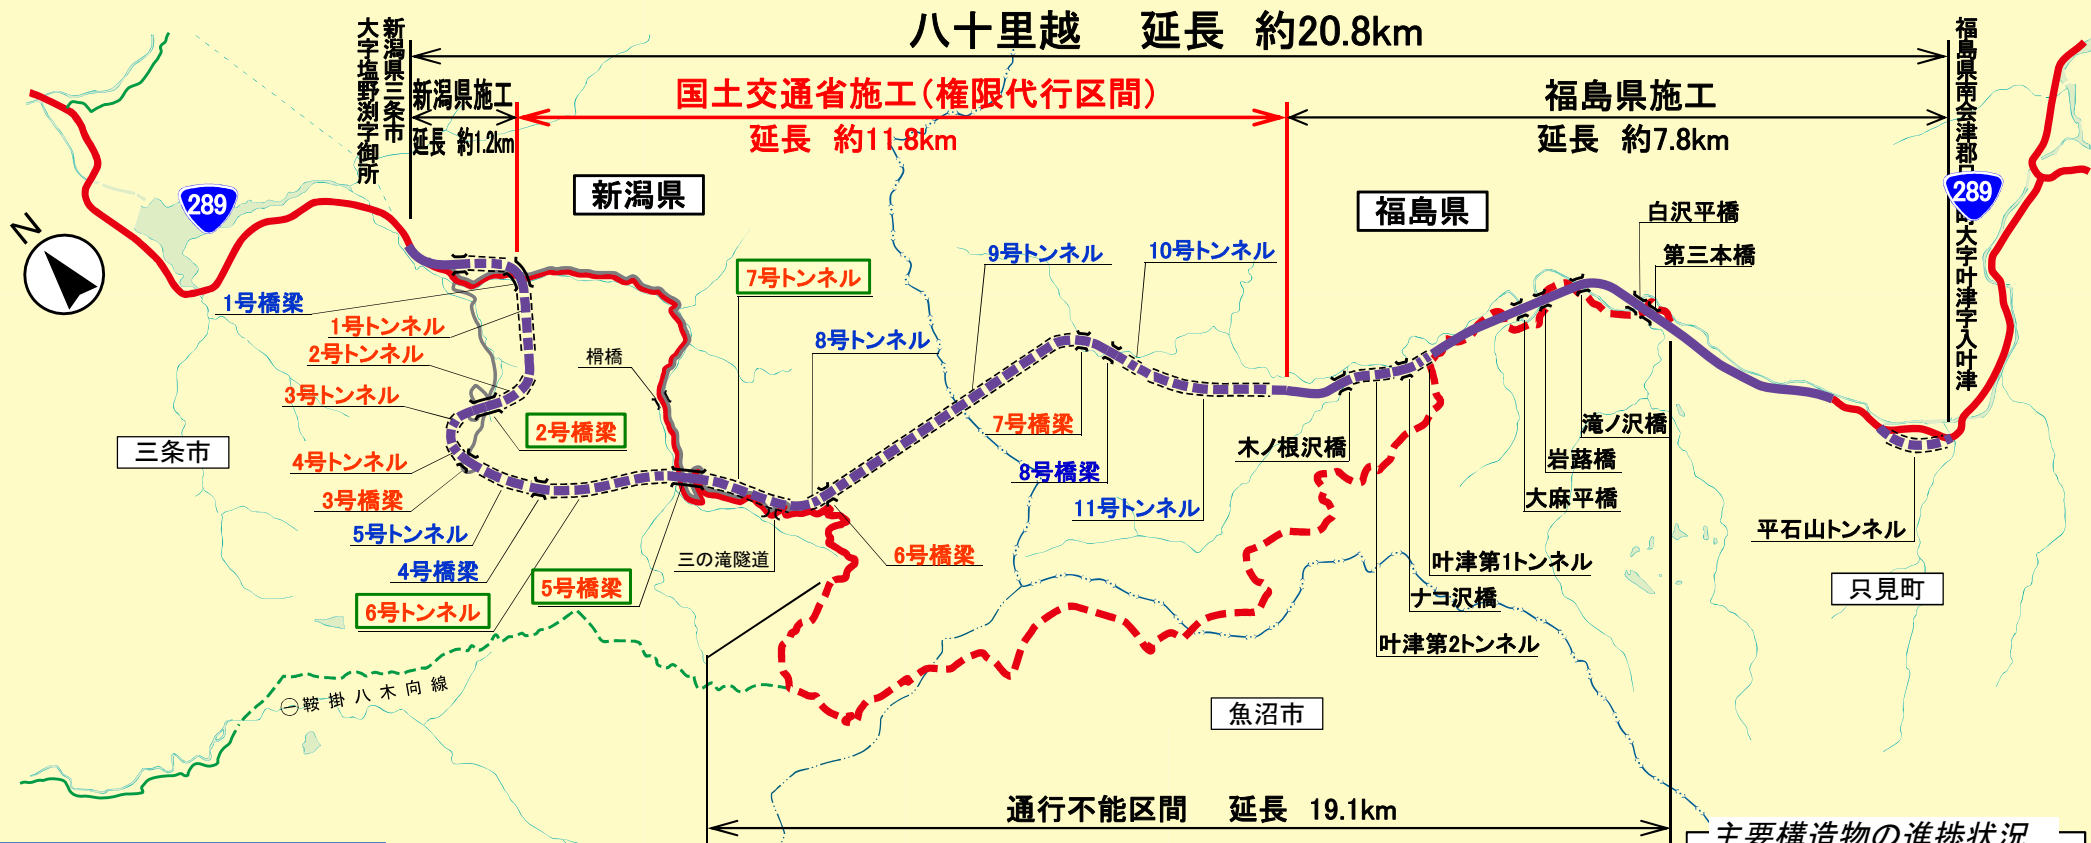 八十里越　延長　約20.8km
新潟県三条市
大字塩野渕字御所
新潟県施工
延長　約1.2km
国土交通省施工(権限代行区間)
延長　約11.8km
福島県施工
延長　約7.8km
福島県南会津郡
大字叶津字入叶津
289
289
N
新潟県
福島県
白沢平橋
第三本橋
7号トンネル
9号トンネル
10号トンネル
1号橋梁
1号トンネル
2号トンネル
3号トンネル
榾橋
8号トンネル
2号橋梁
7号橋梁
8号橋梁
11号トンネル
三条市
4号トンネル
3号橋梁
5号トンネル
4号橋梁
6号トンネル
5号橋梁
三の滝隧道
6号橋梁
木ノ根沢橋
滝ノ沢橋
岩蕗橋
大麻平橋
平石山トンネル
叶津第1トンネル
ナコ沢橋
叶津第2トンネル
只見町
魚沼市
㊀鞍掛八木向線
通行不能区間　延長　19.1km
主要構造物の進捗状況